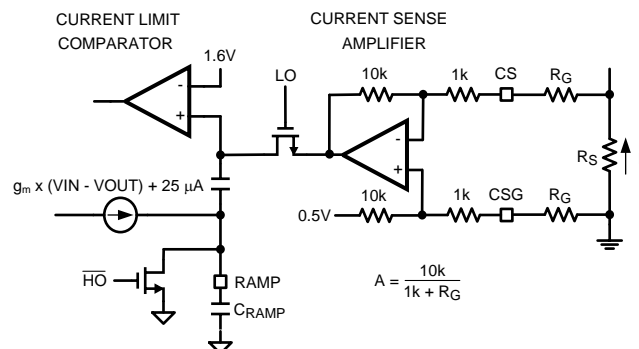 CURRENT LIMIT
COMPARATOR
CURRENT SENSE
AMPLIFIER
1.6V
-
+
LO
10k
1k
CS
RG
-
+
RS
gm x (VIN - VOUT) + 25 μA
10k
0.5V
1k
CSG
RG
HO
RAMP
CRAMP
A = 10k
1k + RG